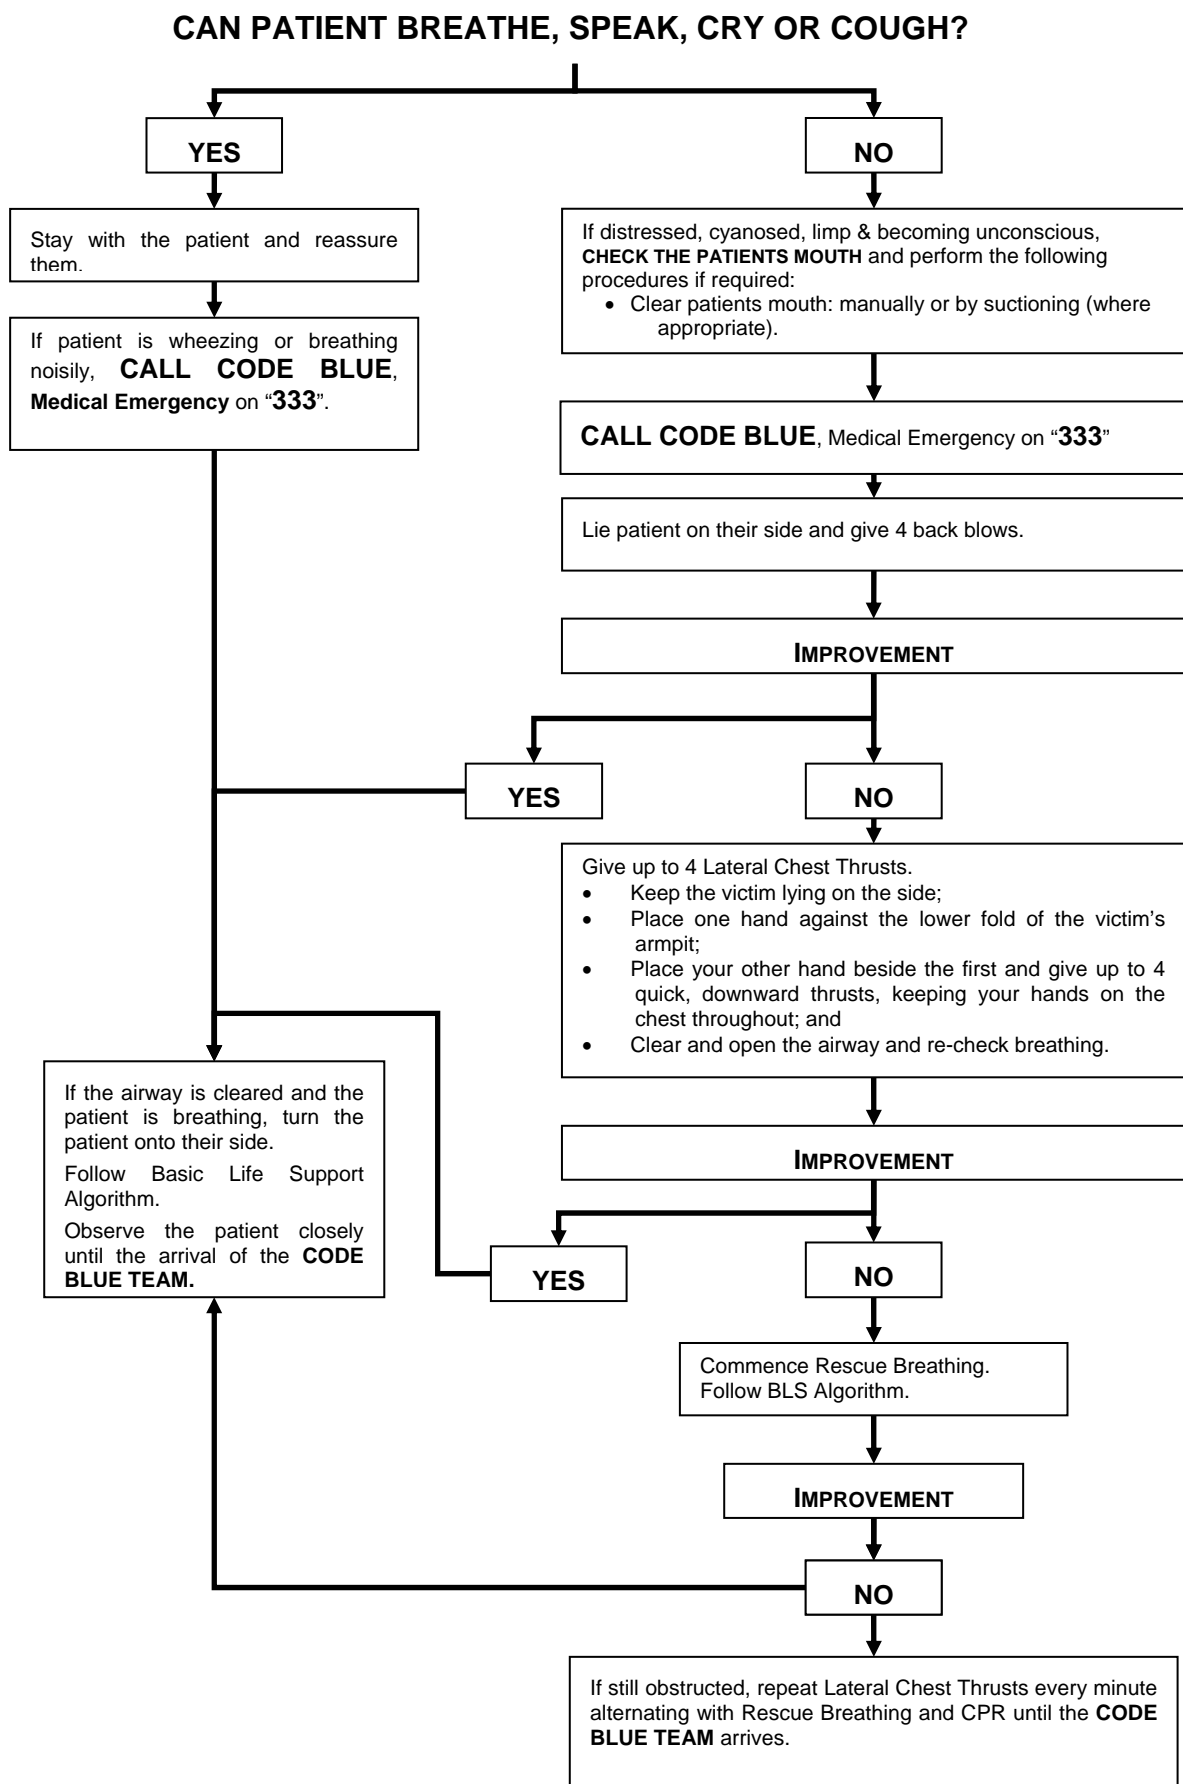 CAN PATIENT BREATHE, SPEAK, CRY OR COUGH?
YES
NO
Stay with the patient and reassure
them.
If patient is wheezing or breathing
noisily, CALL CODE BLUE,
Medical Emergency on “333”.
If distressed, cyanosed, limp & becoming unconscious,
CHECK THE PATIENTS MOUTH and perform the following
procedures if required:
• Clear patients mouth: manually or by suctioning (where
appropriate).
CALL CODE BLUE, Medical Emergency on “333”
Lie patient on their side and give 4 back blows.
IMPROVEMENT
YES
NO
Give up to 4 Lateral Chest Thrusts.
• Keep the victim lying on the side;
• Place one hand against the lower fold of the victim’s
armpit;
• Place your other hand beside the first and give up to 4
quick, downward thrusts, keeping your hands on the
chest throughout; and
• Clear and open the airway and re-check breathing.
If the airway is cleared and the
patient is breathing, turn the
patient onto their side.
Follow Basic Life Support
Algorithm.
Observe the patient closely
until the arrival of the CODE
BLUE TEAM.
IMPROVEMENT
YES
NO
Commence Rescue Breathing.
Follow BLS Algorithm.
IMPROVEMENT
NO
If still obstructed, repeat Lateral Chest Thrusts every minute
alternating with Rescue Breathing and CPR until the CODE
BLUE TEAM arrives.